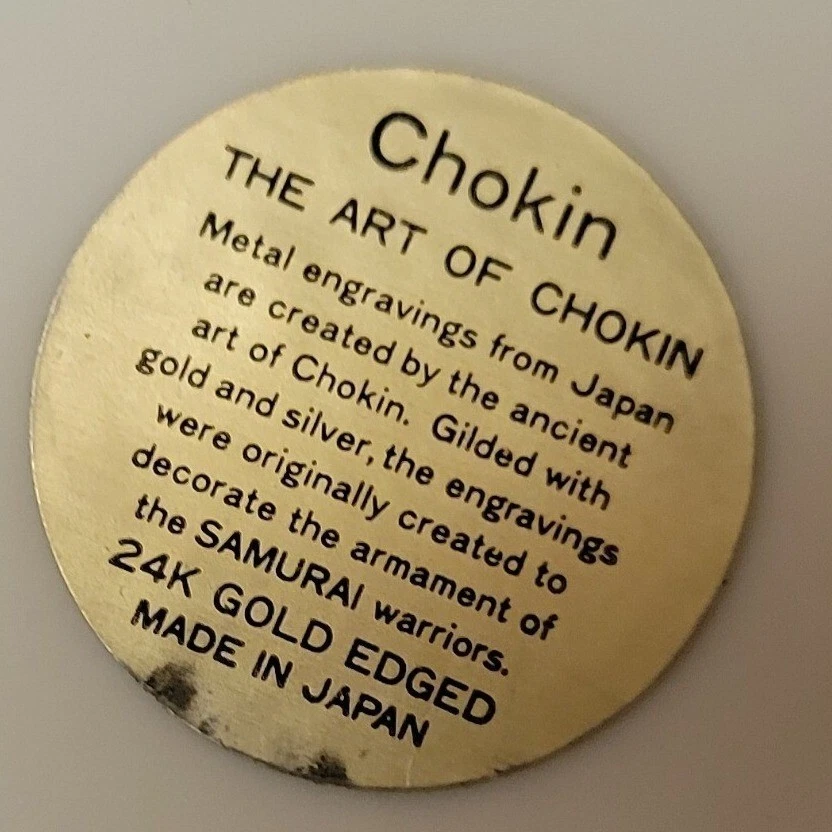 Chokin
THE ART OF CHOKIN
Metal engravings from Japan
are created by the ancient
art of Chokin. Gilded with
gold and silver, the engravings
were originally created to
decorate the armament of
the SAMURAI warriors.
24K GOLD EDGED
MADE IN JAPAN